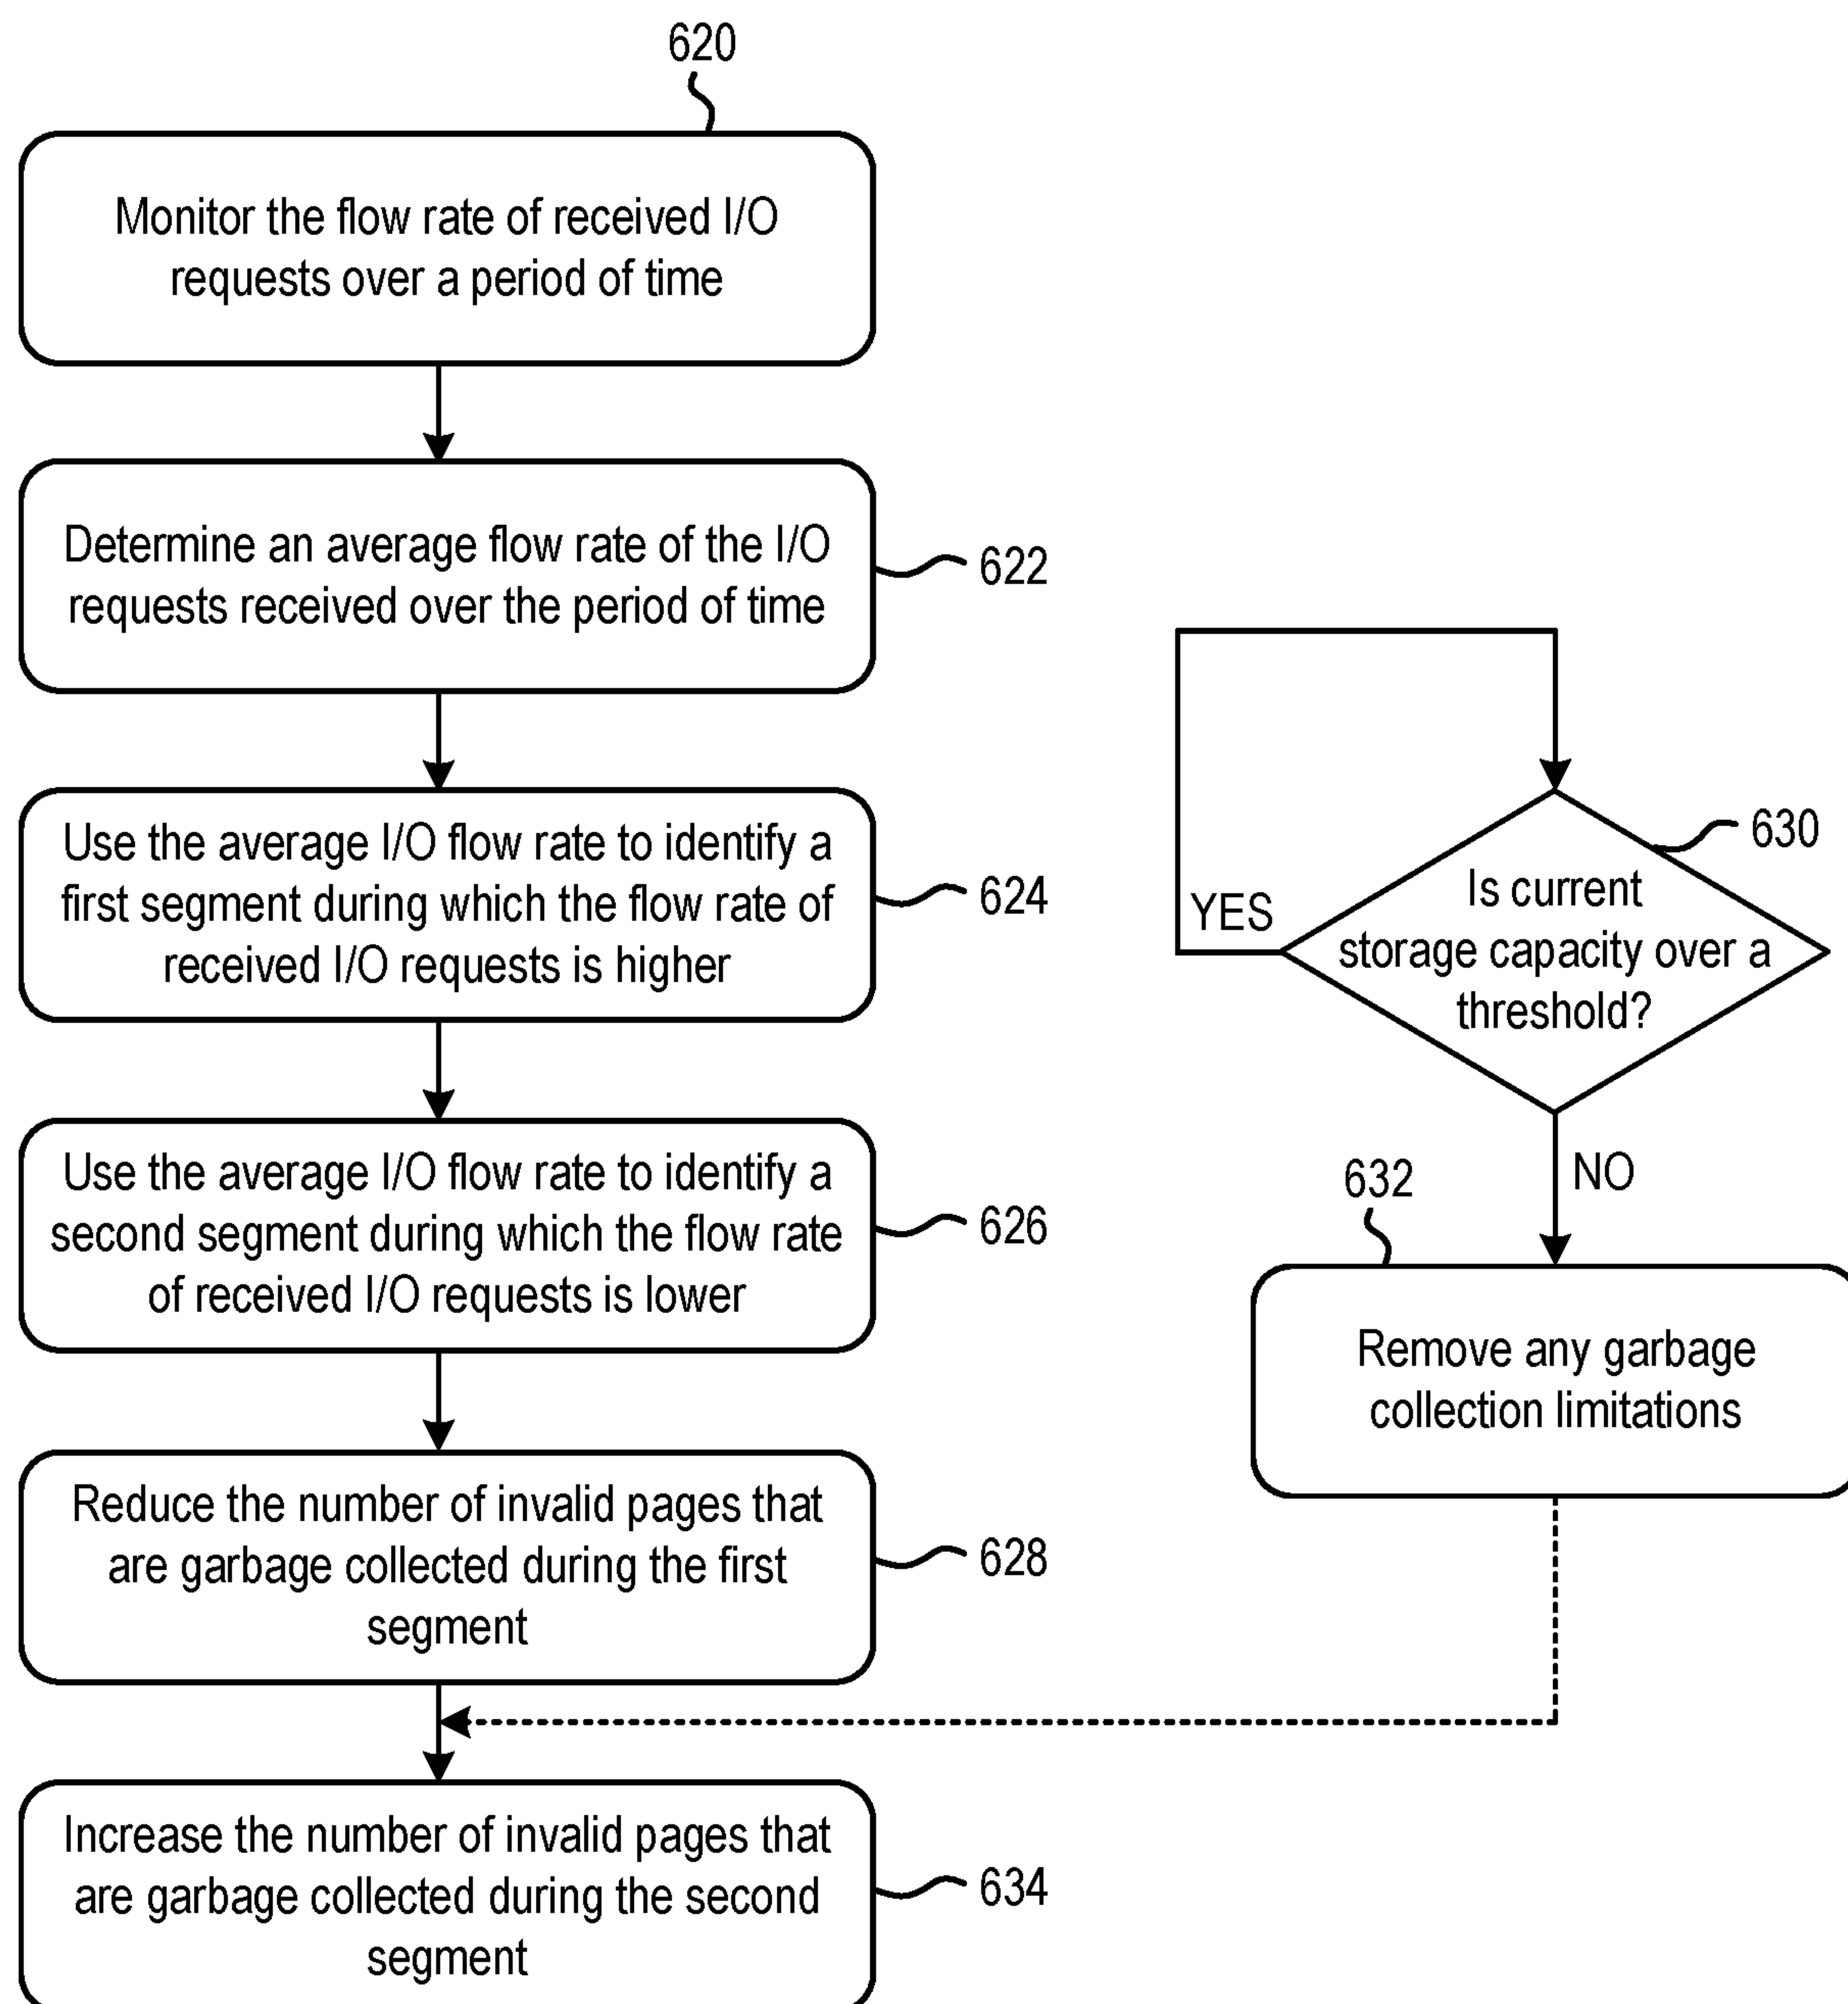 620
Monitor the flow rate of received I/O
requests over a period of time
Determine an average flow rate of the I/O
requests received over the period of time
622
Use the average I/O flow rate to identify a
first segment during which the flow rate of
received I/O requests is higher
624
Use the average I/O flow rate to identify a
second segment during which the flow rate
of received I/O requests is lower
626
Reduce the number of invalid pages that
are garbage collected during the first
segment
628
630
Is current
storage capacity over a
threshold?
YES
NO
632
Remove any garbage
collection limitations
Increase the number of invalid pages that
are garbage collected during the second
segment
634